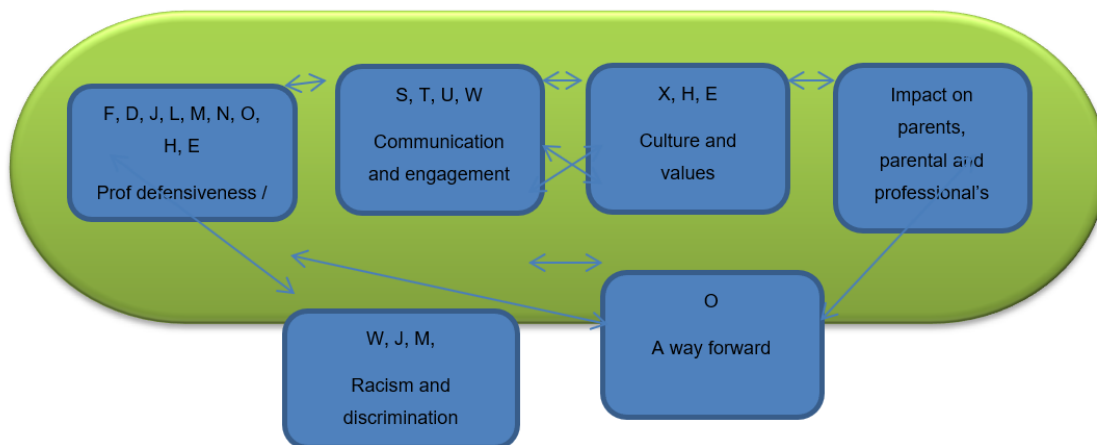 F, D, J, L, M, N, O,
H, E
Prof defensiveness /
S, T, U, W
Communication
and engagement
X, H, E
Culture and
values
Impact on
parents,
parental and
professional’s
W, J, M,
Racism and
discrimination
O
A way forward